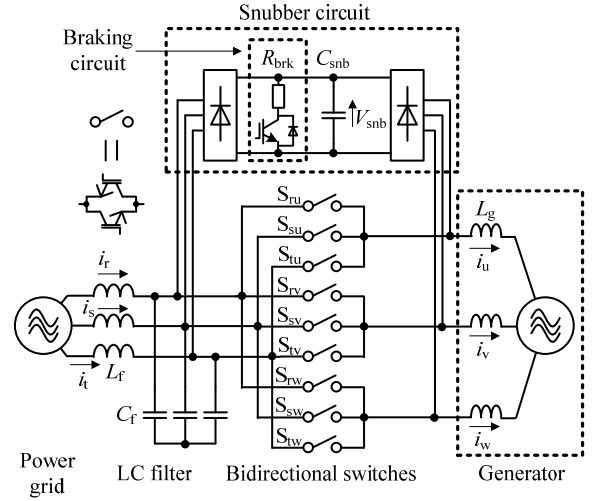 Snubber circuit
Braking
circuit
Rbrk
Csnb
Vsnb
Sru
Ssu
Stu
Srv
Ssv
Stv
Srw
Ssw
Stw
Lg
iu
iv
iw
ir
is
it
Lf
Cf
Power
grid
LC filter
Bidirectional switches
Generator